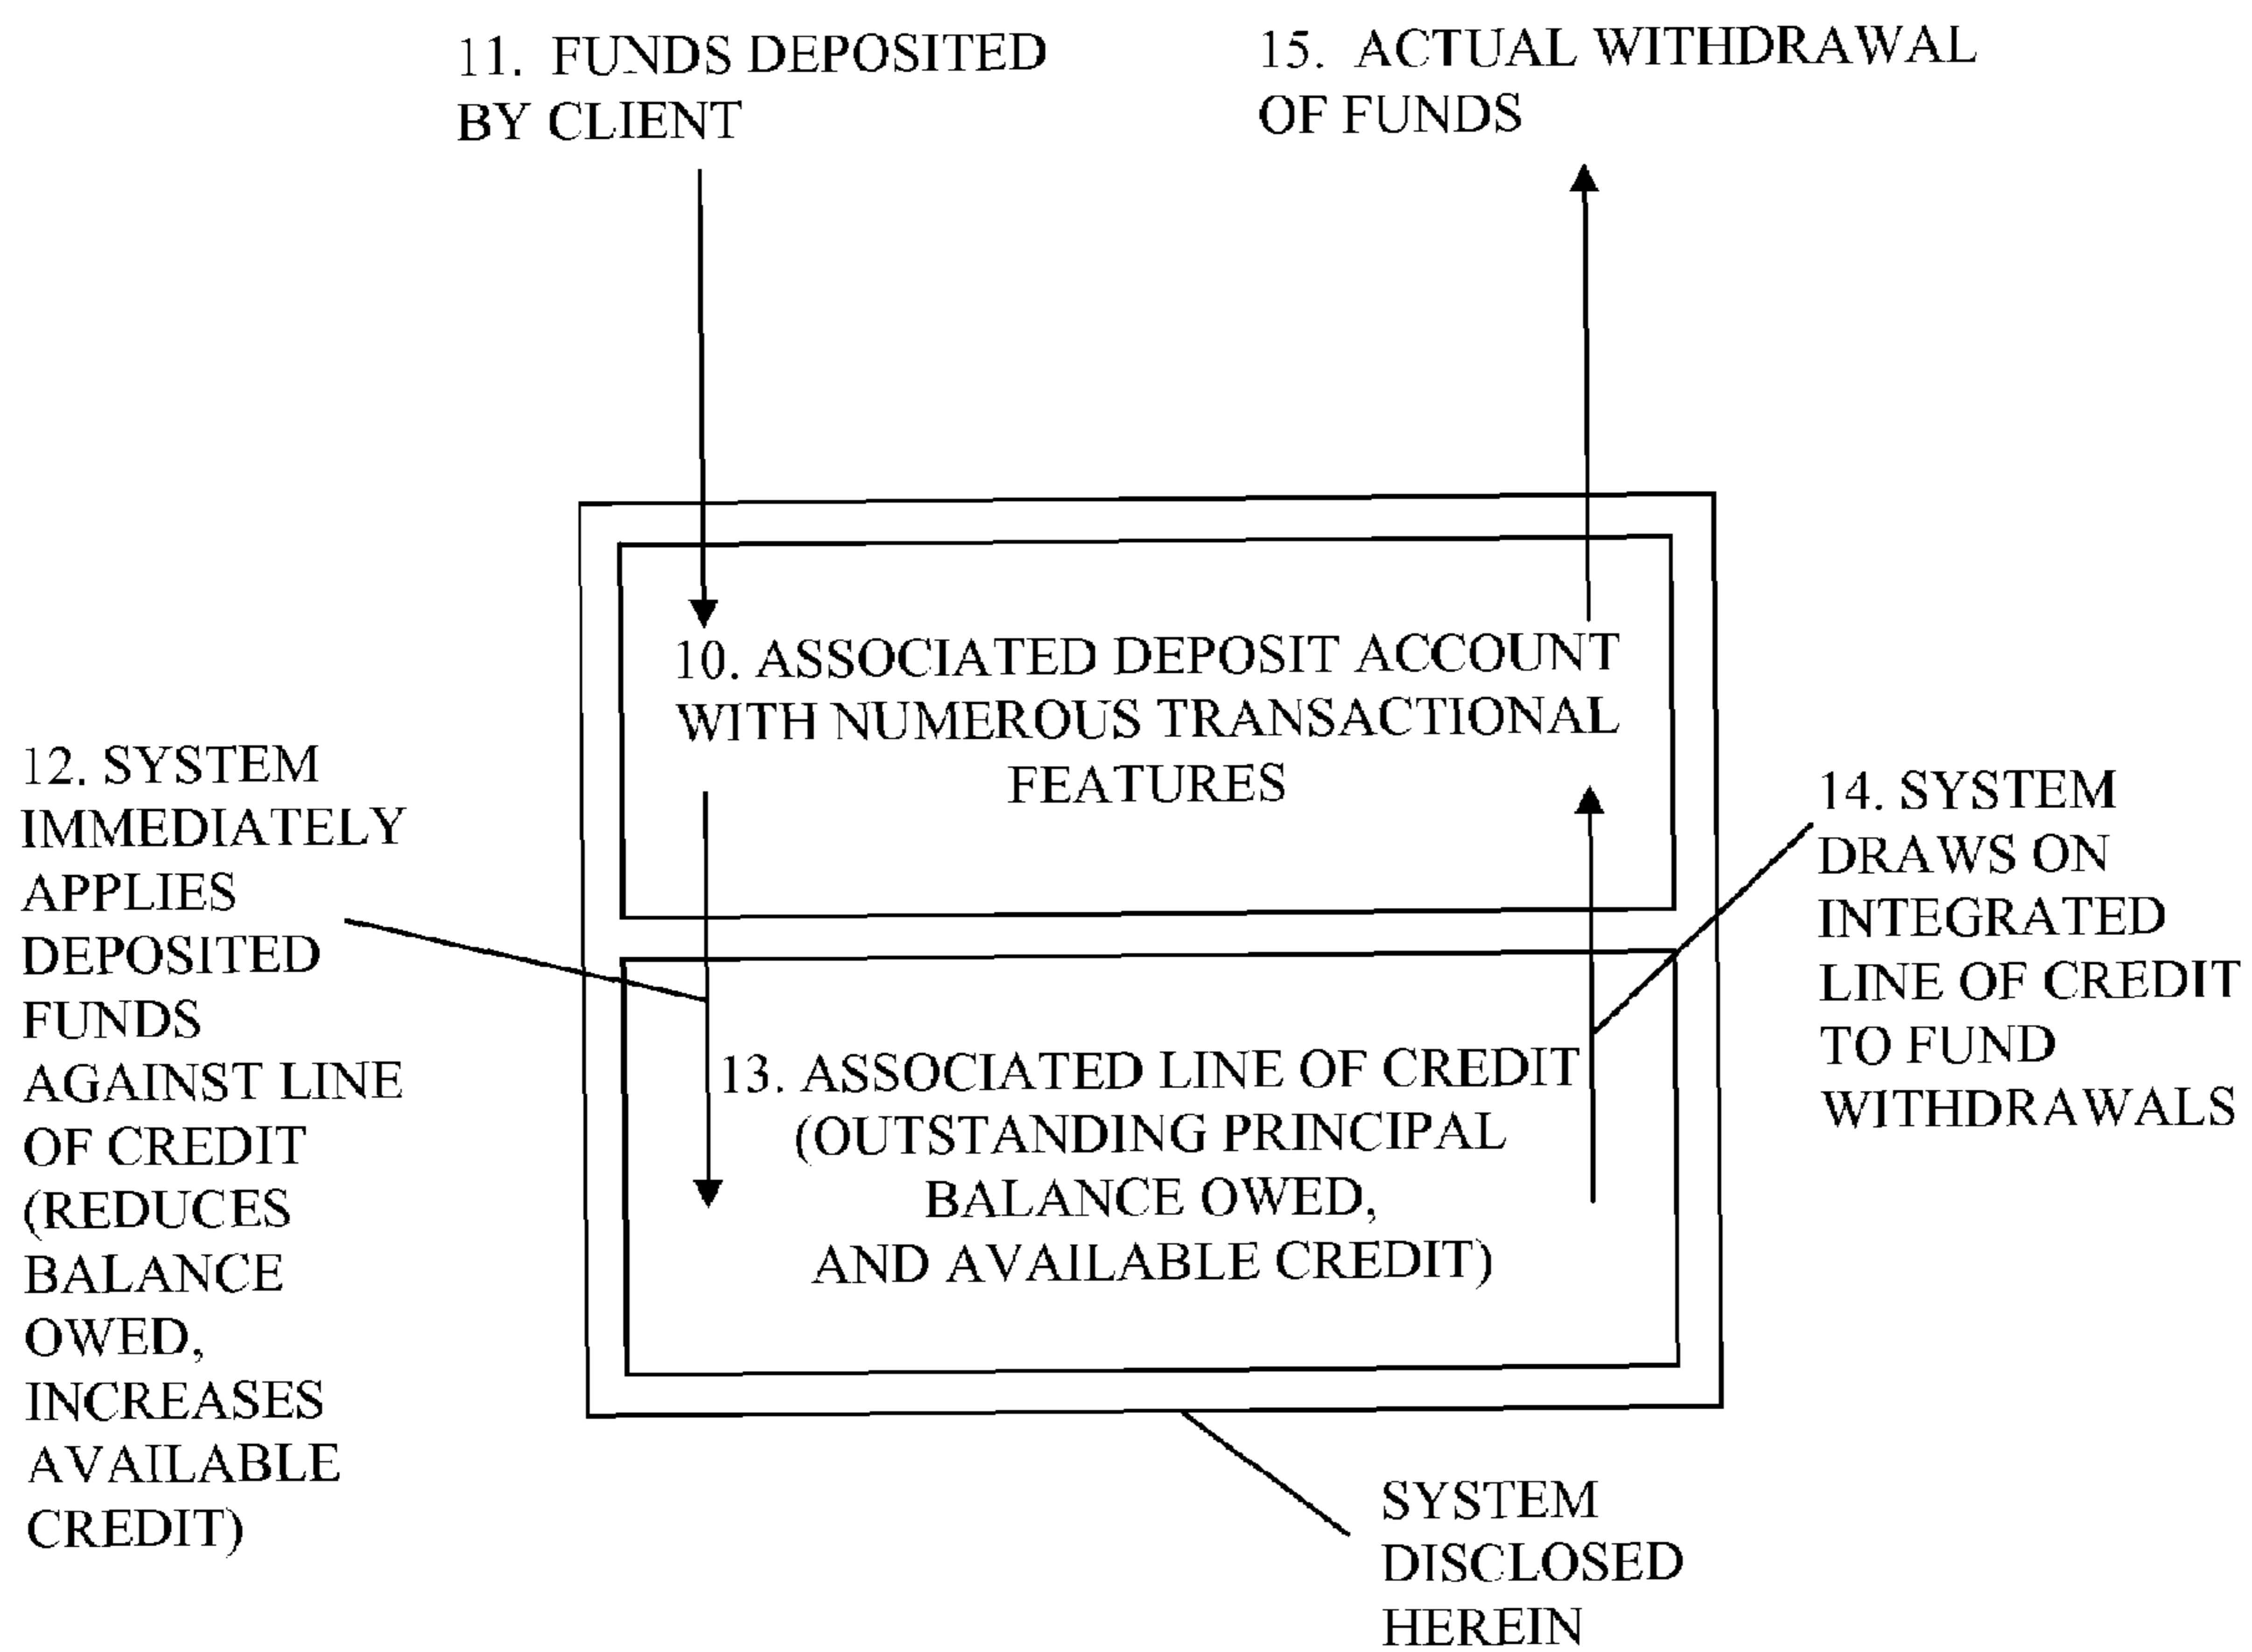 11. FUNDS DEPOSITED
BY CLIENT
15. ACTUAL WITHDRAWAL
OF FUNDS
10. ASSOCIATED DEPOSIT ACCOUNT
WITH NUMEROUS TRANSACTIONAL
FEATURES
12. SYSTEM
IMMEDIATELY
APPLIES
DEPOSITED
FUNDS
AGAINST LINE
OF CREDIT
(REDUCES
BALANCE
OWED,
INCREASES
AVAILABLE
CREDIT)
14. SYSTEM
DRAWS ON
INTEGRATED
LINE OF CREDIT
TO FUND
WITHDRAWALS
13. ASSOCIATED LINE OF CREDIT
(OUTSTANDING PRINCIPAL
BALANCE OWED,
AND AVAILABLE CREDIT)
SYSTEM
DISCLOSED
HEREIN